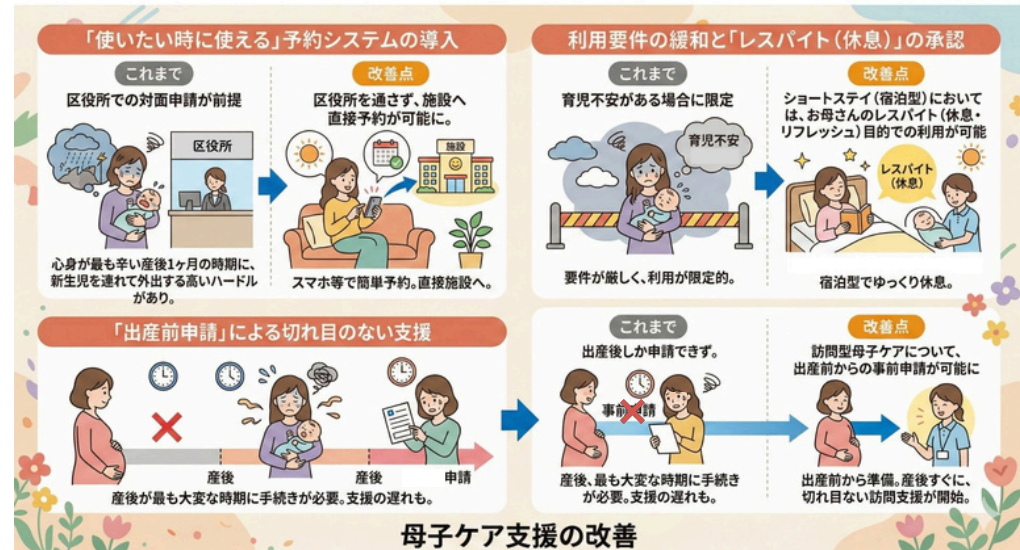 「使いたい時に使える」予約システムの導入
これまで
区役所での対面申請が前提
区役所
心身が最も辛い産後1ヶ月の時期に、
新生児を連れて外出する高いハードル
があり。
改善点
区役所を通さず、施設へ
直接予約が可能に。
施設
スマホ等で簡単予約。直接施設へ。
利用要件の緩和と「レスパイト(休息)」の承認
これまで
育児不安がある場合に限定
育児不安
要件が厳しく、利用が限定的。
改善点
ショートステイ(宿泊型)において
は、お母さんのレスパイト(休息・
リフレッシュ)目的での利用が可能
レスパイト
(休息)
宿泊型でゆっくり休息。
「出産前申請」による切れ目のない支援
産後
産後
申請
産後が最も大変な時期に手続きが必要。支援の遅れも。
これまで
出産後しか申請できず。
事前申請
産後、最も大変な時期に手続き
が必要。支援の遅れも。
改善点
訪問型母子ケアについて、
出産前からの事前申請が可能に
出産前から準備。産後すぐに、
切れ目ない訪問支援が開始。
母子ケア支援の改善